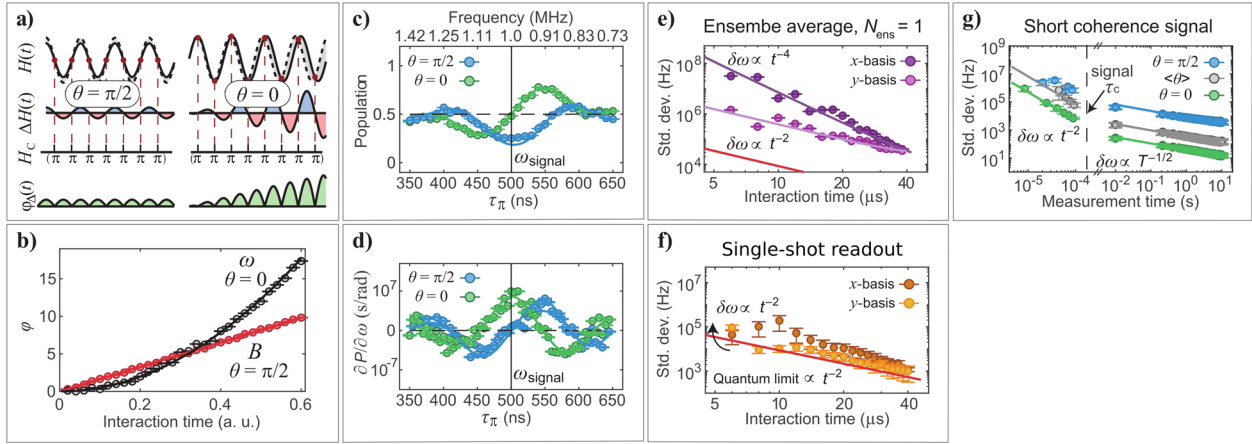 a)
H(t)
θ = π/2
θ = 0
ΔH(t)
H_C
(π π π π π π π)
(π π π π π π π)
φ_Δ(t)
b)
φ
15
10
5
0
ω
θ = 0
B
θ = π/2
0
0.2
0.4
0.6
Interaction time (a. u.)
c)
Frequency (MHz)
1.42 1.25 1.11 1.0 0.91 0.83 0.73
Population
1
0.5
0
θ = π/2
θ = 0
ω_signal
350 400 450 500 550 600 650
τ_π (ns)
d)
∂P/∂ω (s/rad)
10^7
0
10^-7
θ = π/2
θ = 0
ω_signal
350 400 450 500 550 600 650
τ_π (ns)
e)
Ensembe average, N_ens = 1
Std. dev. (Hz)
10^8
10^6
10^4
δω ∝ t^-4
x-basis
y-basis
δω ∝ t^-2
5 10 20 40
Interaction time (μs)
f)
Single-shot readout
Std. dev. (Hz)
10^7
10^5
10^3
δω ∝ t^-2
x-basis
y-basis
Quantum limit ∝ t^-2
5 10 20 40
Interaction time (μs)
g)
Short coherence signal
Std. dev. (Hz)
10^9
10^7
10^5
10^3
10^1
θ = π/2
<θ>
θ = 0
signal
τ_c
δω ∝ t^-2
δω ∝ T^-1/2
10^-5 10^-4 10^-2 10^0 10^1
Measurement time (s)